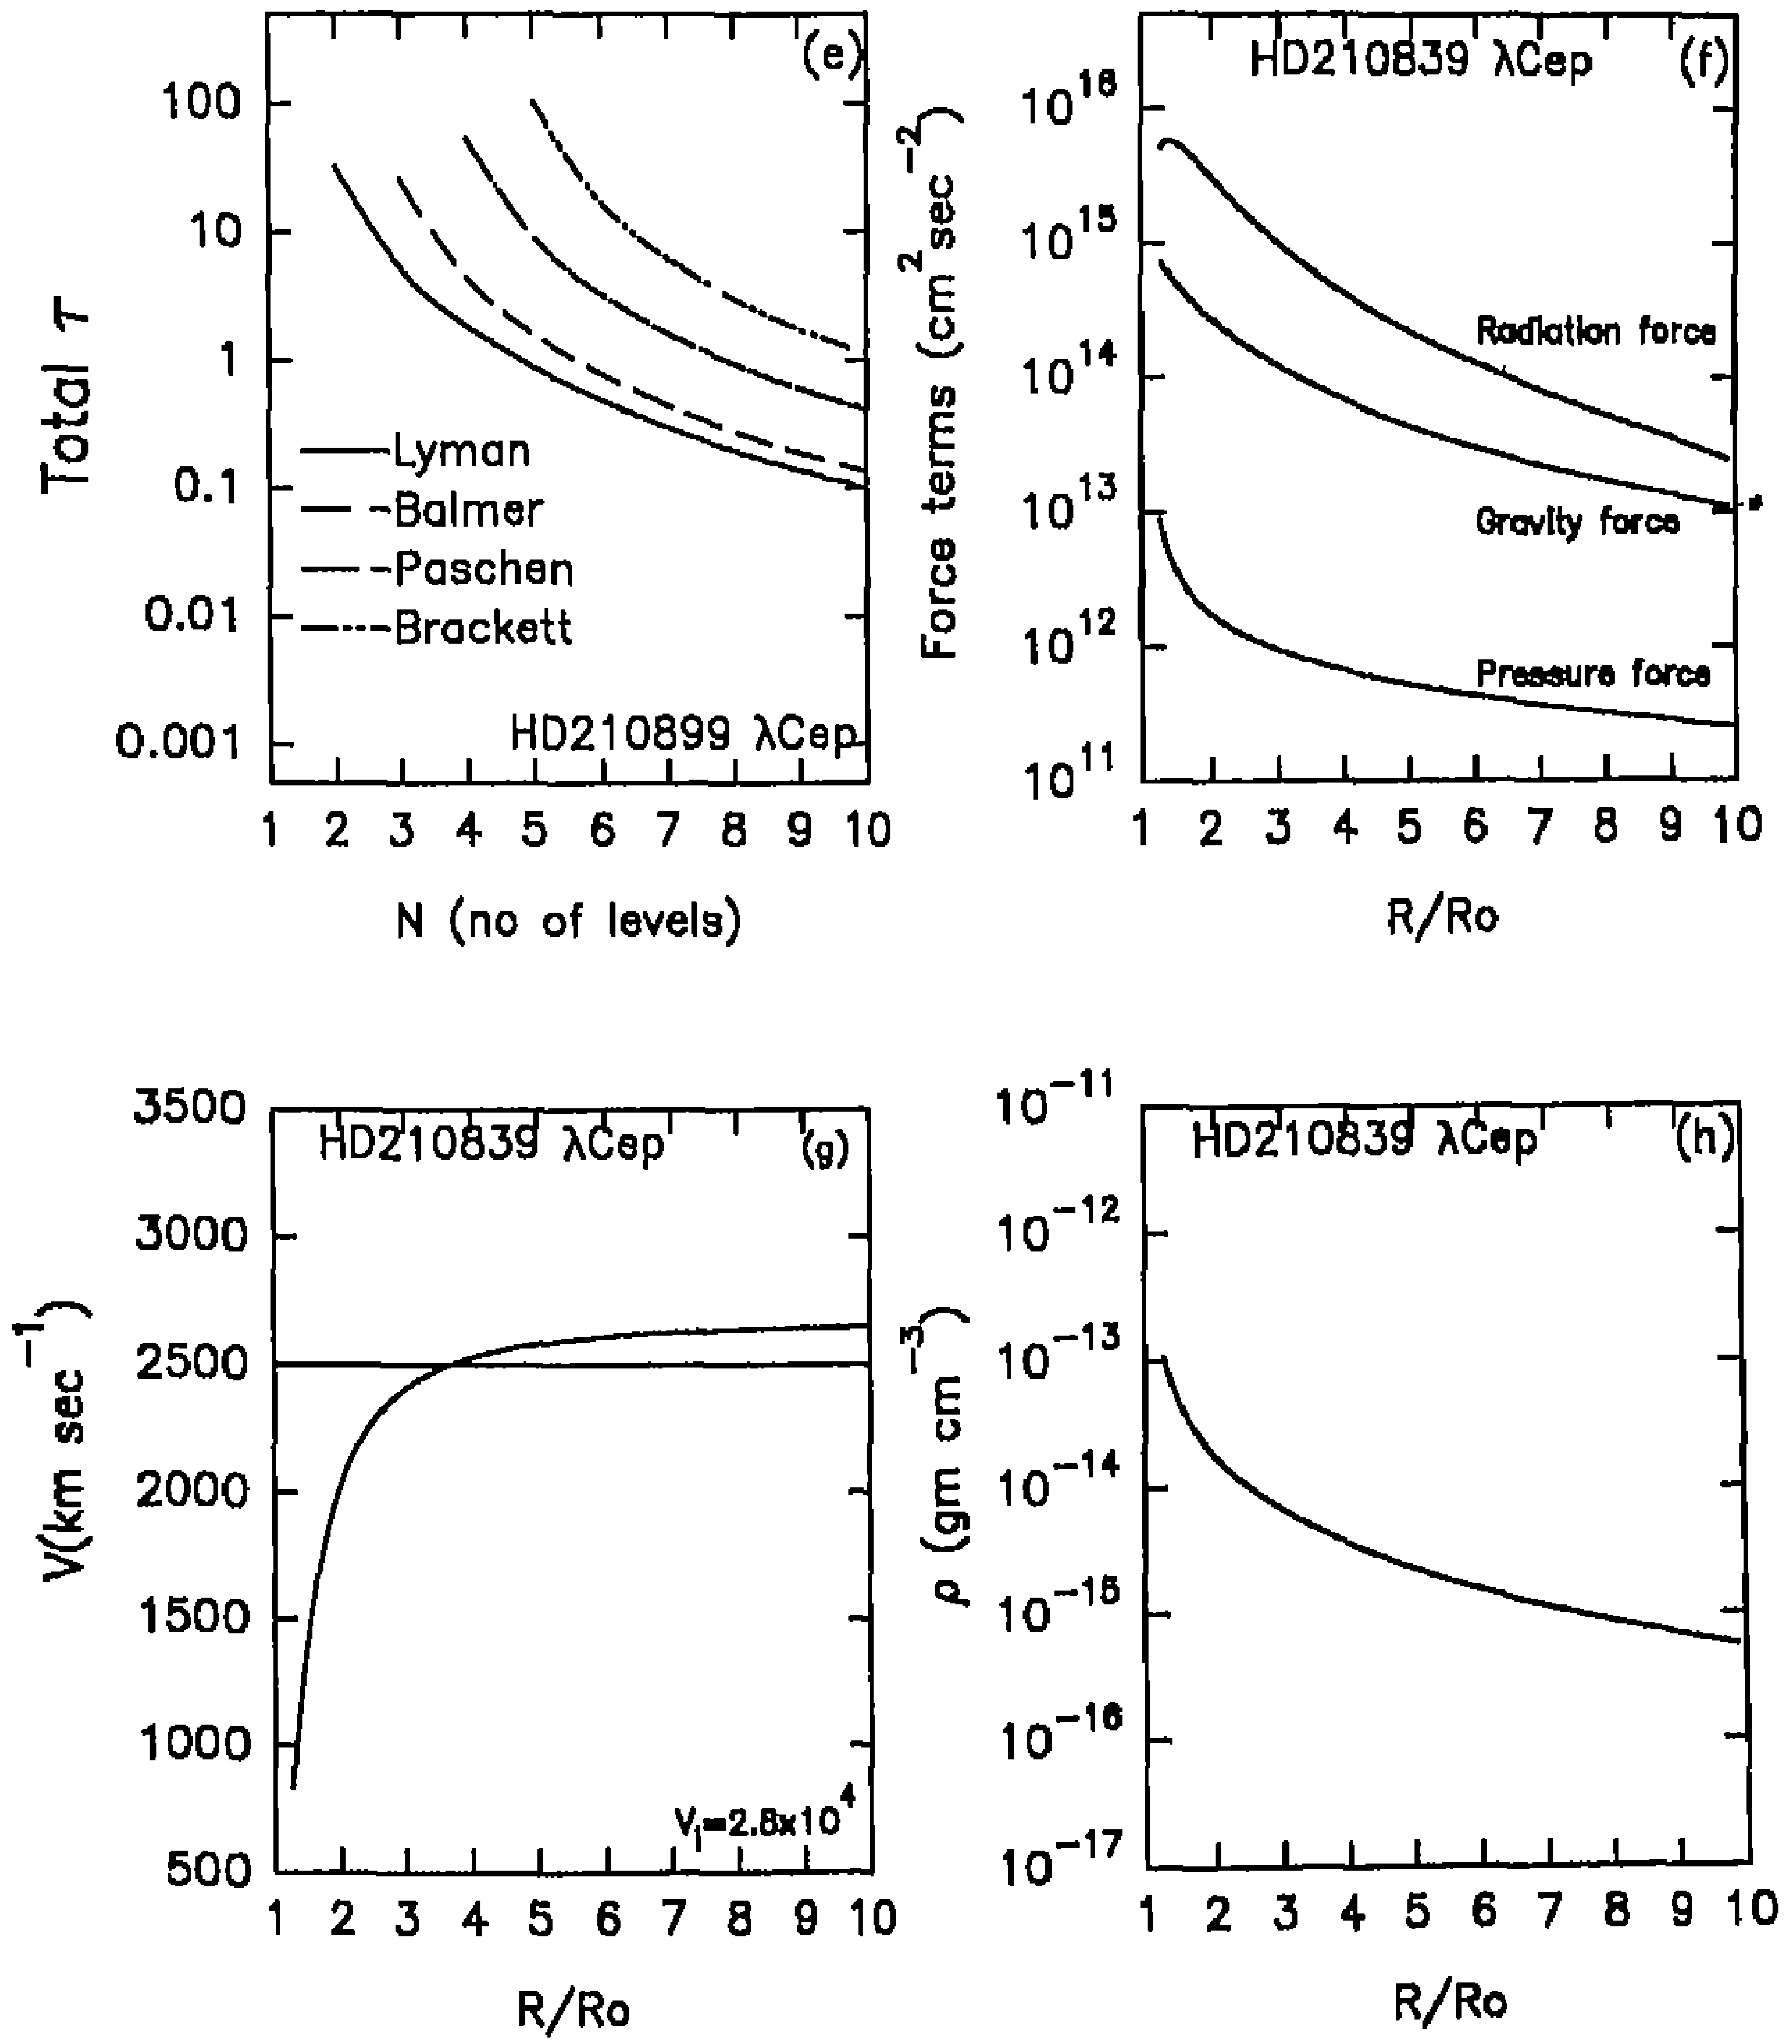 (e)
100
10
1
0.1
0.01
0.001
Total τ
Lyman
Balmer
Paschen
Brackett
HD210899 λCep
1 2 3 4 5 6 7 8 9 10
N (no of levels)
HD210839 λCep (f)
10^16
10^15
10^14
10^13
10^12
10^11
Force terms (cm^2 sec^-2)
Radiation force
Gravity force
Pressure force
1 2 3 4 5 6 7 8 9 10
R/Ro
HD210839 λCep (g)
3500
3000
2500
2000
1500
1000
500
V(km sec^-1)
V_i=2.8x10^4
1 2 3 4 5 6 7 8 9 10
R/Ro
HD210839 λCep (h)
10^-11
10^-12
10^-13
10^-14
10^-15
10^-16
10^-17
ρ (gm cm^-3)
1 2 3 4 5 6 7 8 9 10
R/Ro